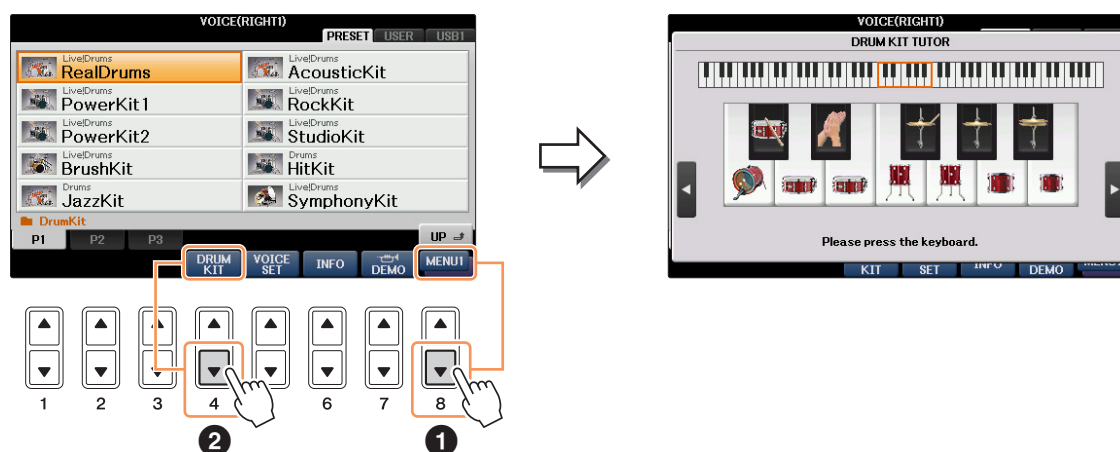 VOICE(RIGHT1)
PRESET USER USB1
Live!Drums
RealDrums
Live!Drums
AcousticKit
Live!Drums
PowerKit1
Live!Drums
RockKit
Live!Drums
PowerKit2
Live!Drums
StudioKit
Live!Drums
BrushKit
Drums
HitKit
Drums
JazzKit
Live!Drums
SymphonyKit
DrumKit
P1 P2 P3 UP
DRUM KIT VOICE SET INFO DEMO MENU1
1 2 3 4 6 7 8
2 1
VOICE(RIGHT1)
DRUM KIT TUTOR
Please press the keyboard.
KIT SET INFO DEMO